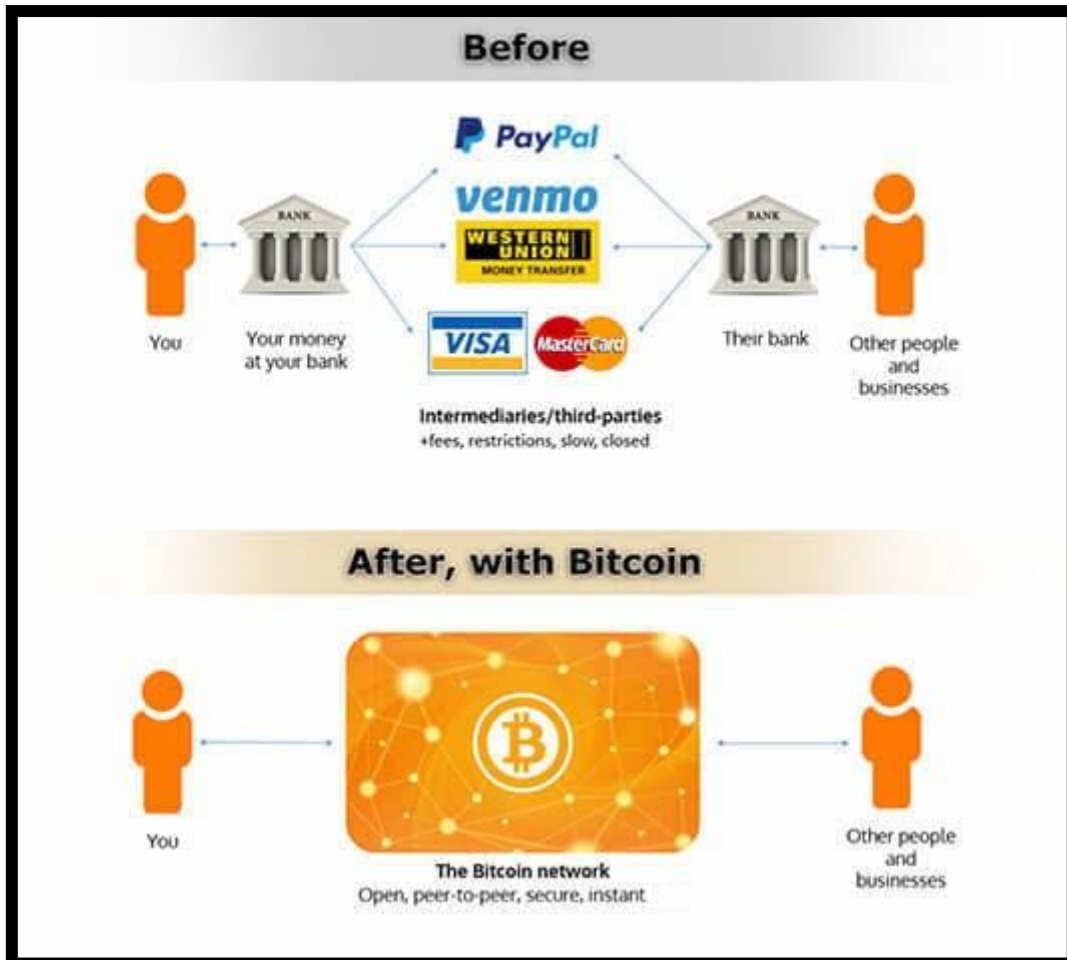 Before
PayPal
venmo
WESTERN
UNION
MONEY TRANSFER
BANK
BANK
VISA
MasterCard
You
Your money
at your bank
Their bank
Other people
and
businesses
Intermediaries/third-parties
+fees, restrictions, slow, closed
After, with Bitcoin
You
The Bitcoin network
Open, peer-to-peer, secure, instant
Other people
and
businesses